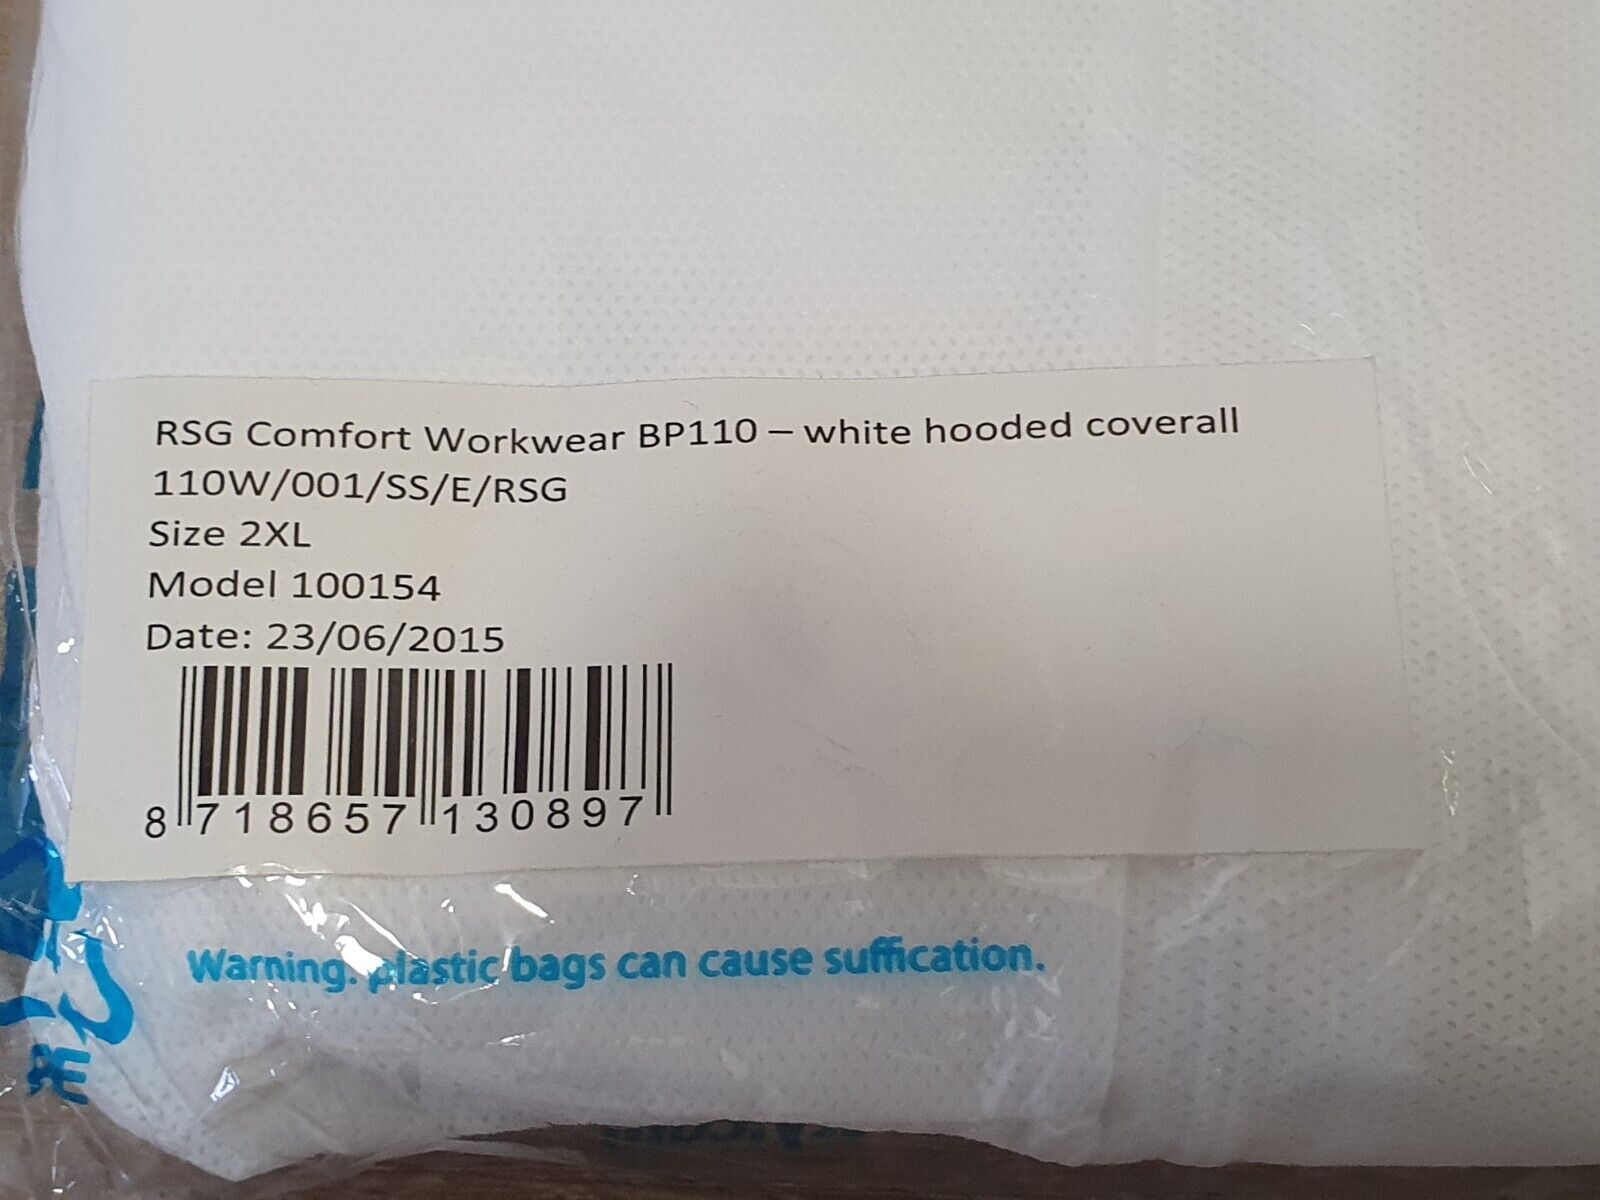 RSG Comfort Workwear BP110 – white hooded coverall
110W/001/SS/E/RSG
Size 2XL
Model 100154
Date: 23/06/2015
8 718657 130897
Warning. plastic bags can cause suffication.